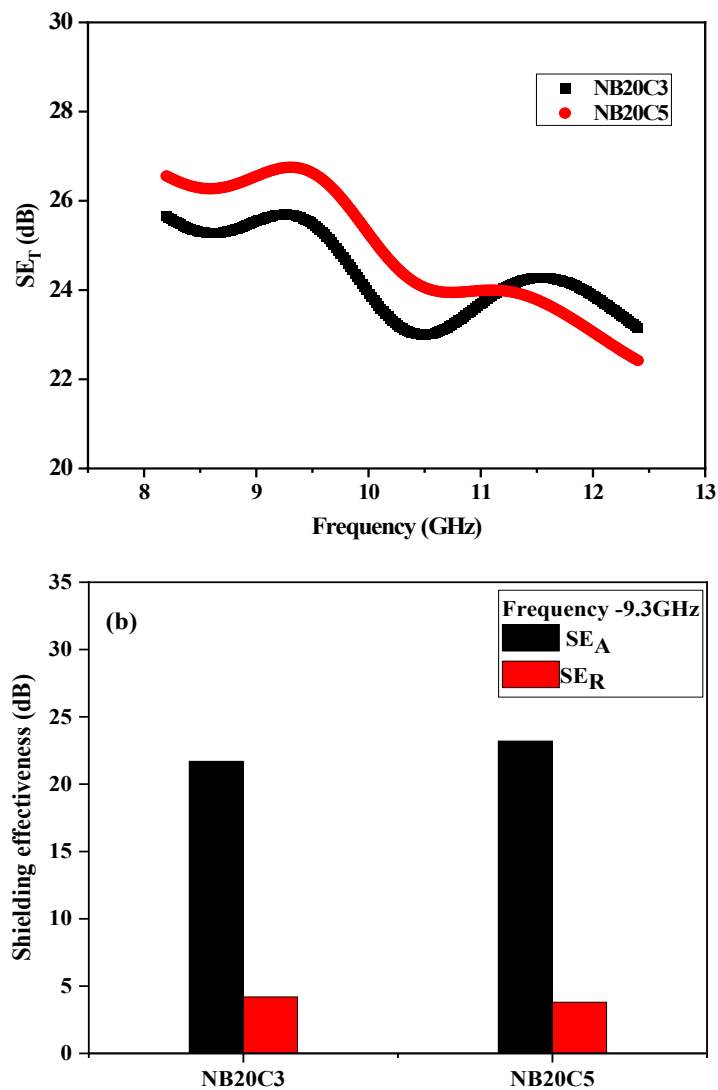 30
28
26
24
22
20
SE_T (dB)
NB20C3
NB20C5
8 9 10 11 12 13
Frequency (GHz)
35
30
25
20
15
10
5
0
Shielding effectiveness (dB)
(b)
Frequency -9.3GHz
SE_A
SE_R
NB20C3 NB20C5